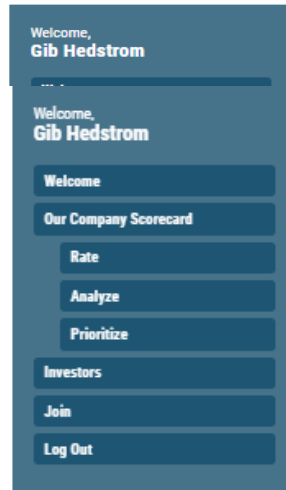 Welcome,
Gib Hedstrom
Welcome,
Gib Hedstrom
Welcome
Our Company Scorecard
Rate
Analyze
Prioritize
Investors
Join
Log Out